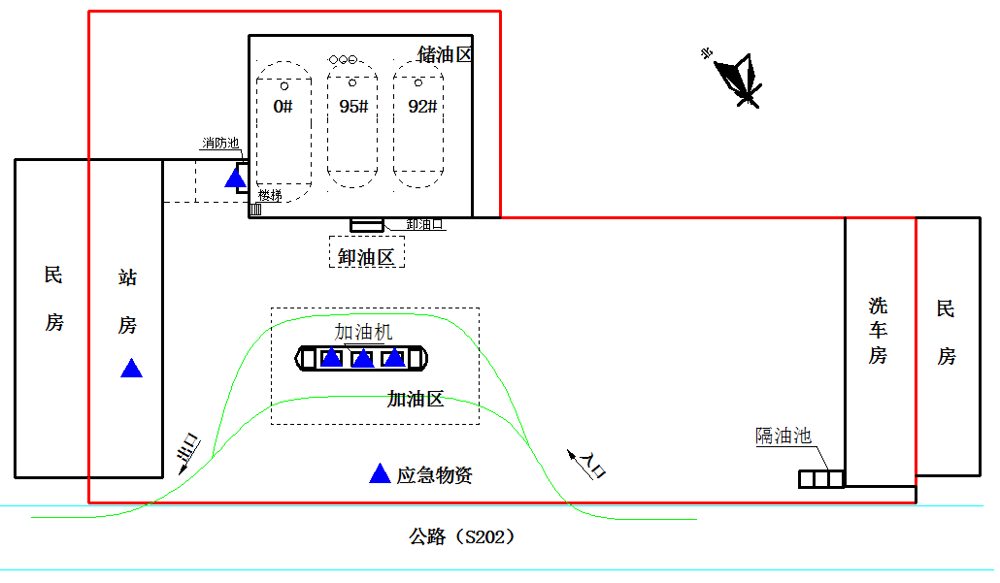 储油区
北
0#
95#
92#
消防池
楼梯
卸油口
卸油区
民房
站房
洗车房
民房
加油机
加油区
隔油池
出口
入口
应急物资
公路（S202）